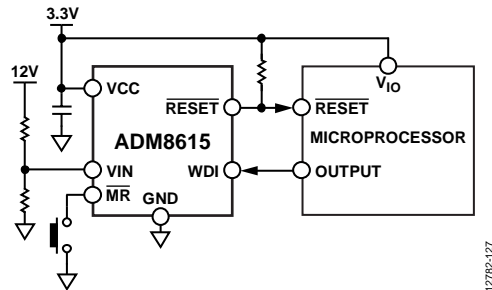 3.3V
12V
VCC
RESET
RESET
VIO
ADM8615
MICROPROCESSOR
VIN
WDI
OUTPUT
MR
GND
12782-127